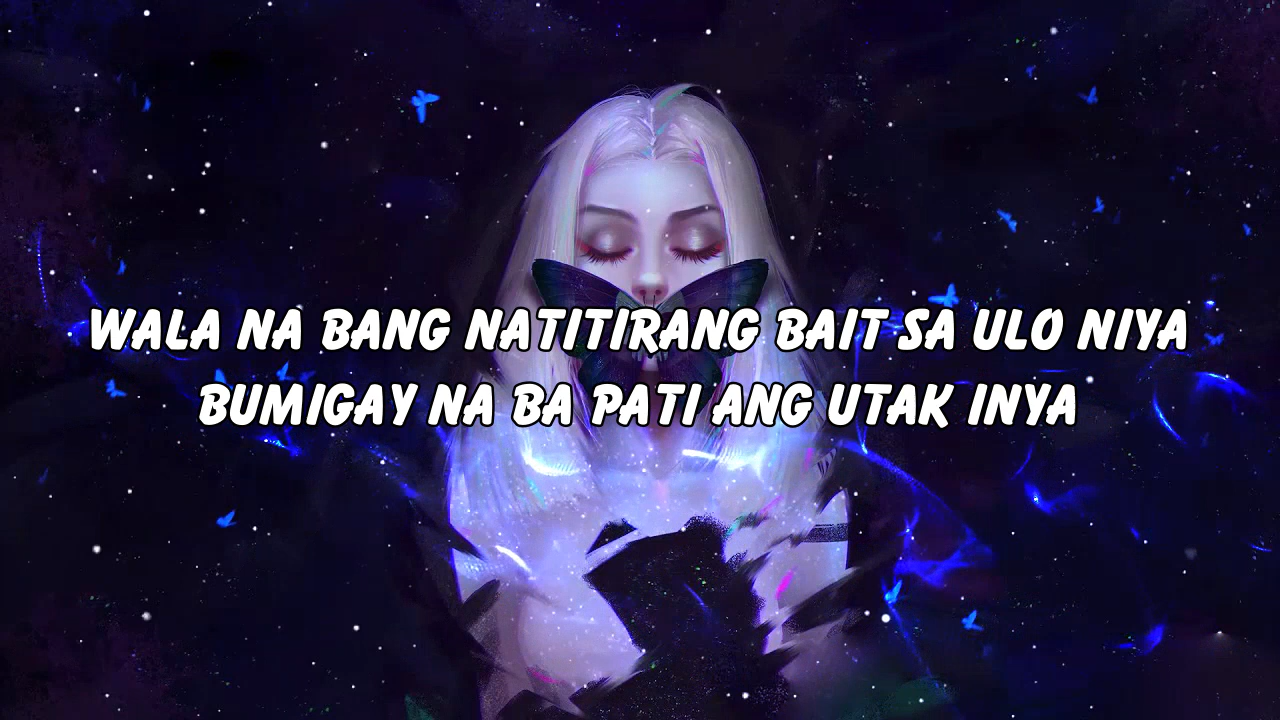 WALA NA BANG NATITIRANG BAIT SA ULO NIYA
BUMIGAY NA BA PATI ANG UTAK INYA